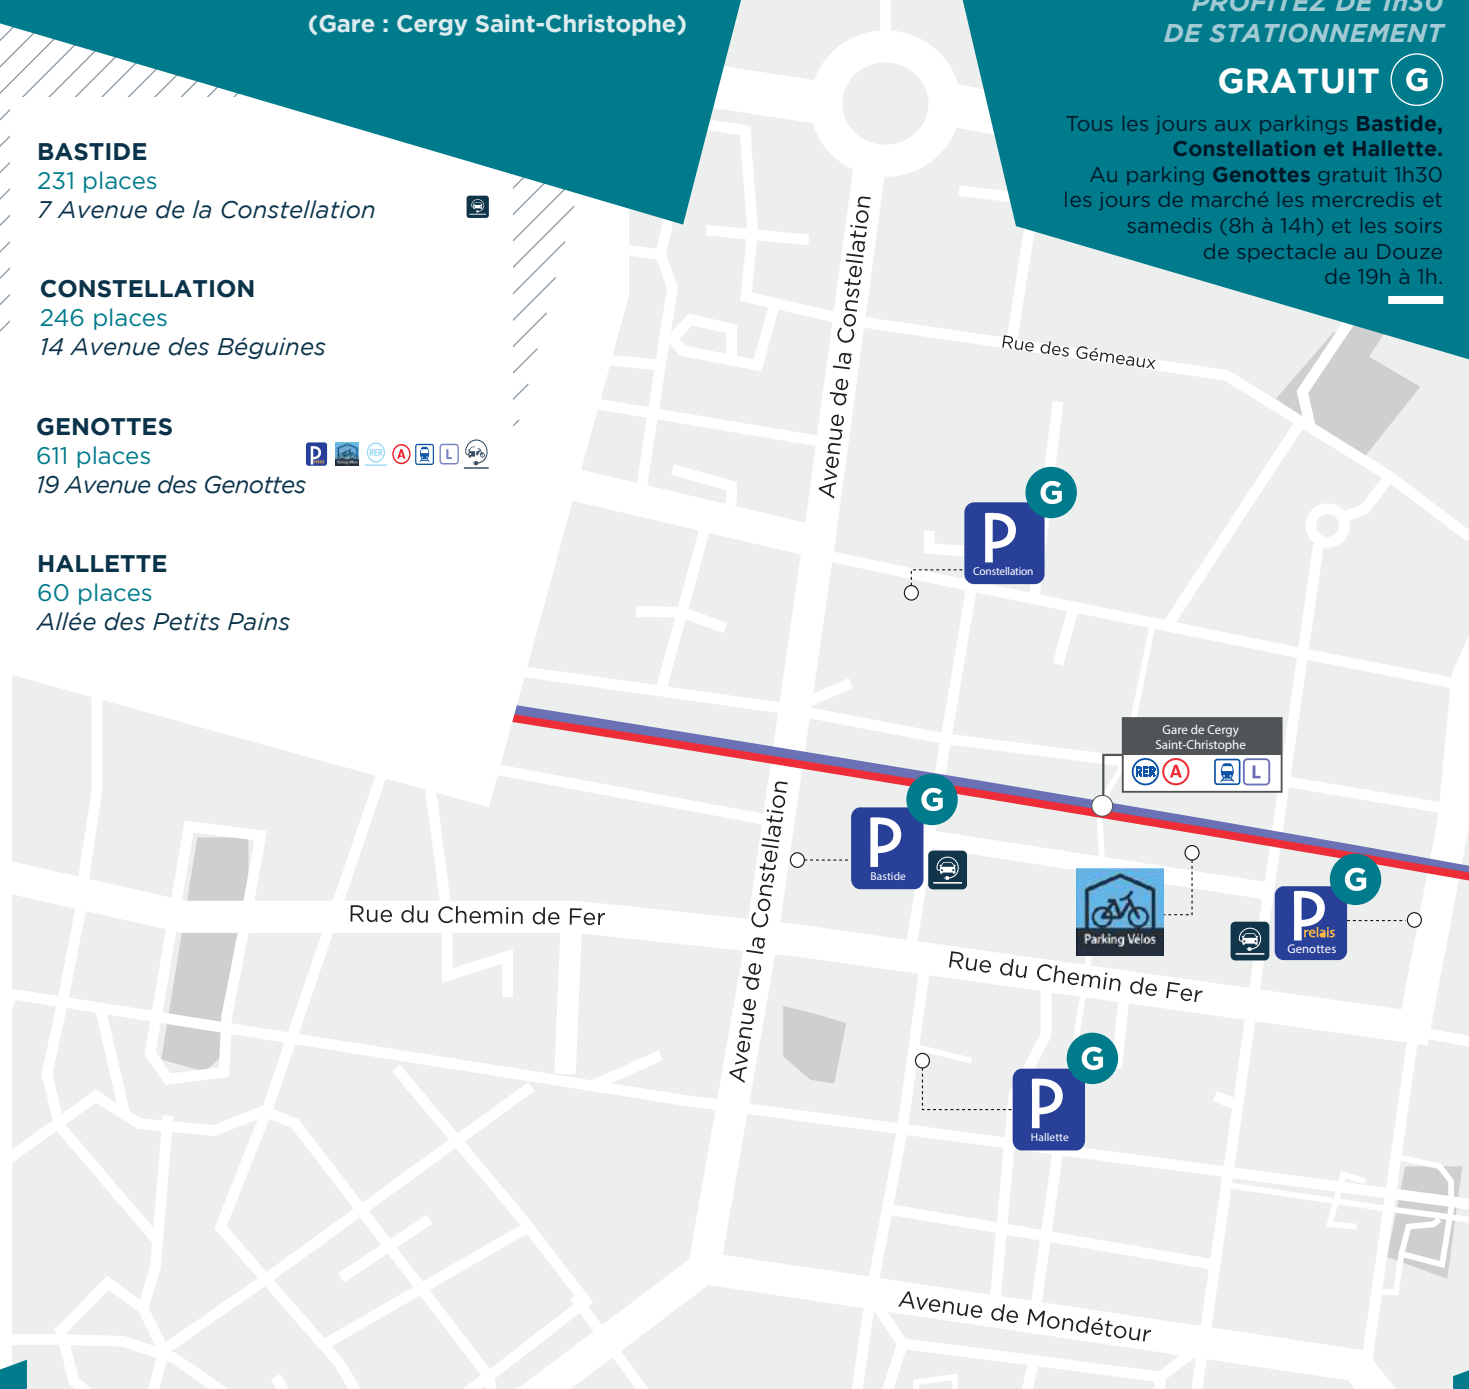 (Gare : Cergy Saint-Christophe)
PROFITEZ DE 1h30
DE STATIONNEMENT
GRATUIT G
Tous les jours aux parkings Bastide,
Constellation et Hallette.
Au parking Genottes gratuit 1h30
les jours de marché les mercredis et
samedis (8h à 14h) et les soirs
de spectacle au Douze
de 19h à 1h.
BASTIDE
231 places
7 Avenue de la Constellation
CONSTELLATION
246 places
14 Avenue des Béguines
GENOTTES
611 places
P RER A L
19 Avenue des Genottes
HALLETTE
60 places
Allée des Petits Pains
Avenue de la Constellation
Rue des Gémeaux
G
P
Constellation
Gare de Cergy
Saint-Christophe
RER A L
G
P
Bastide
Avenue de la Constellation
Rue du Chemin de Fer
Parking Vélos
G
P
relais
Genottes
Rue du Chemin de Fer
G
P
Hallette
Avenue de Mondétour